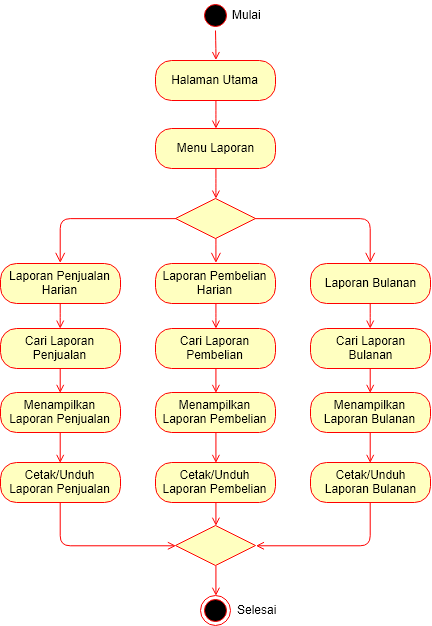 Mulai
Halaman Utama
Menu Laporan
Laporan Penjualan
Harian
Laporan Pembelian
Harian
Laporan Bulanan
Cari Laporan
Penjualan
Cari Laporan
Pembelian
Cari Laporan
Bulanan
Menampilkan
Laporan Penjualan
Menampilkan
Laporan Pembelian
Menampilkan
Laporan Bulanan
Cetak/Unduh
Laporan Penjualan
Cetak/Unduh
Laporan Pembelian
Cetak/Unduh
Laporan Bulanan
Selesai